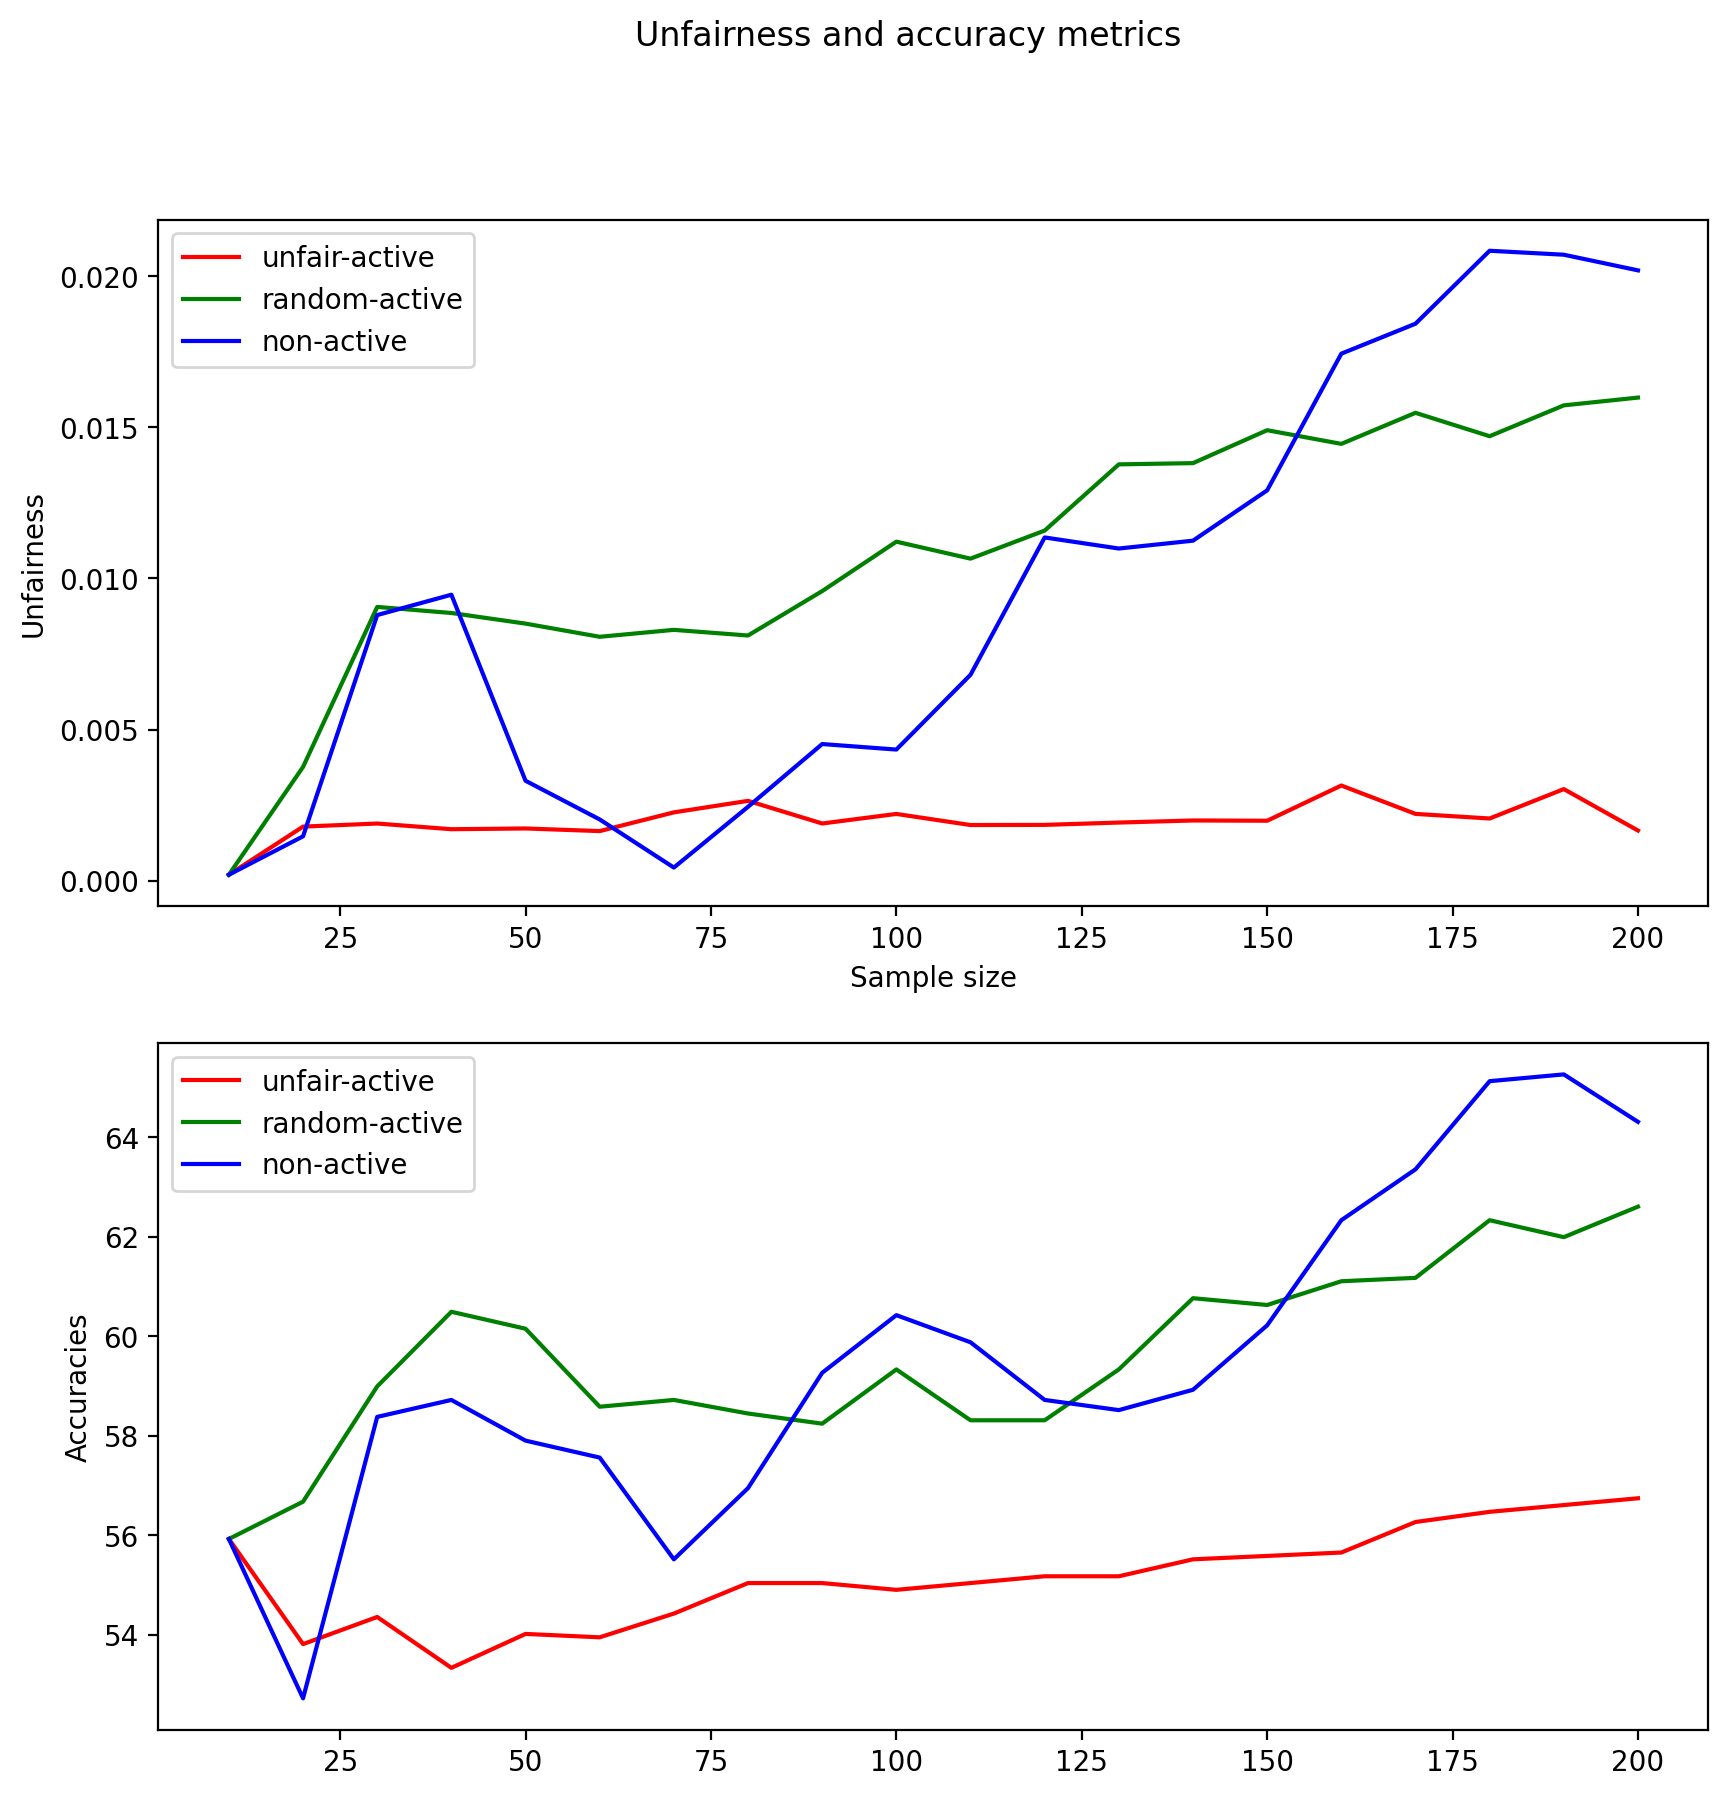 Unfairness and accuracy metrics
unfair-active
random-active
non-active
0.020
0.015
0.010
0.005
0.000
Unfairness
25 50 75 100 125 150 175 200
Sample size
unfair-active
random-active
non-active
64
62
60
58
56
54
Accuracies
25 50 75 100 125 150 175 200